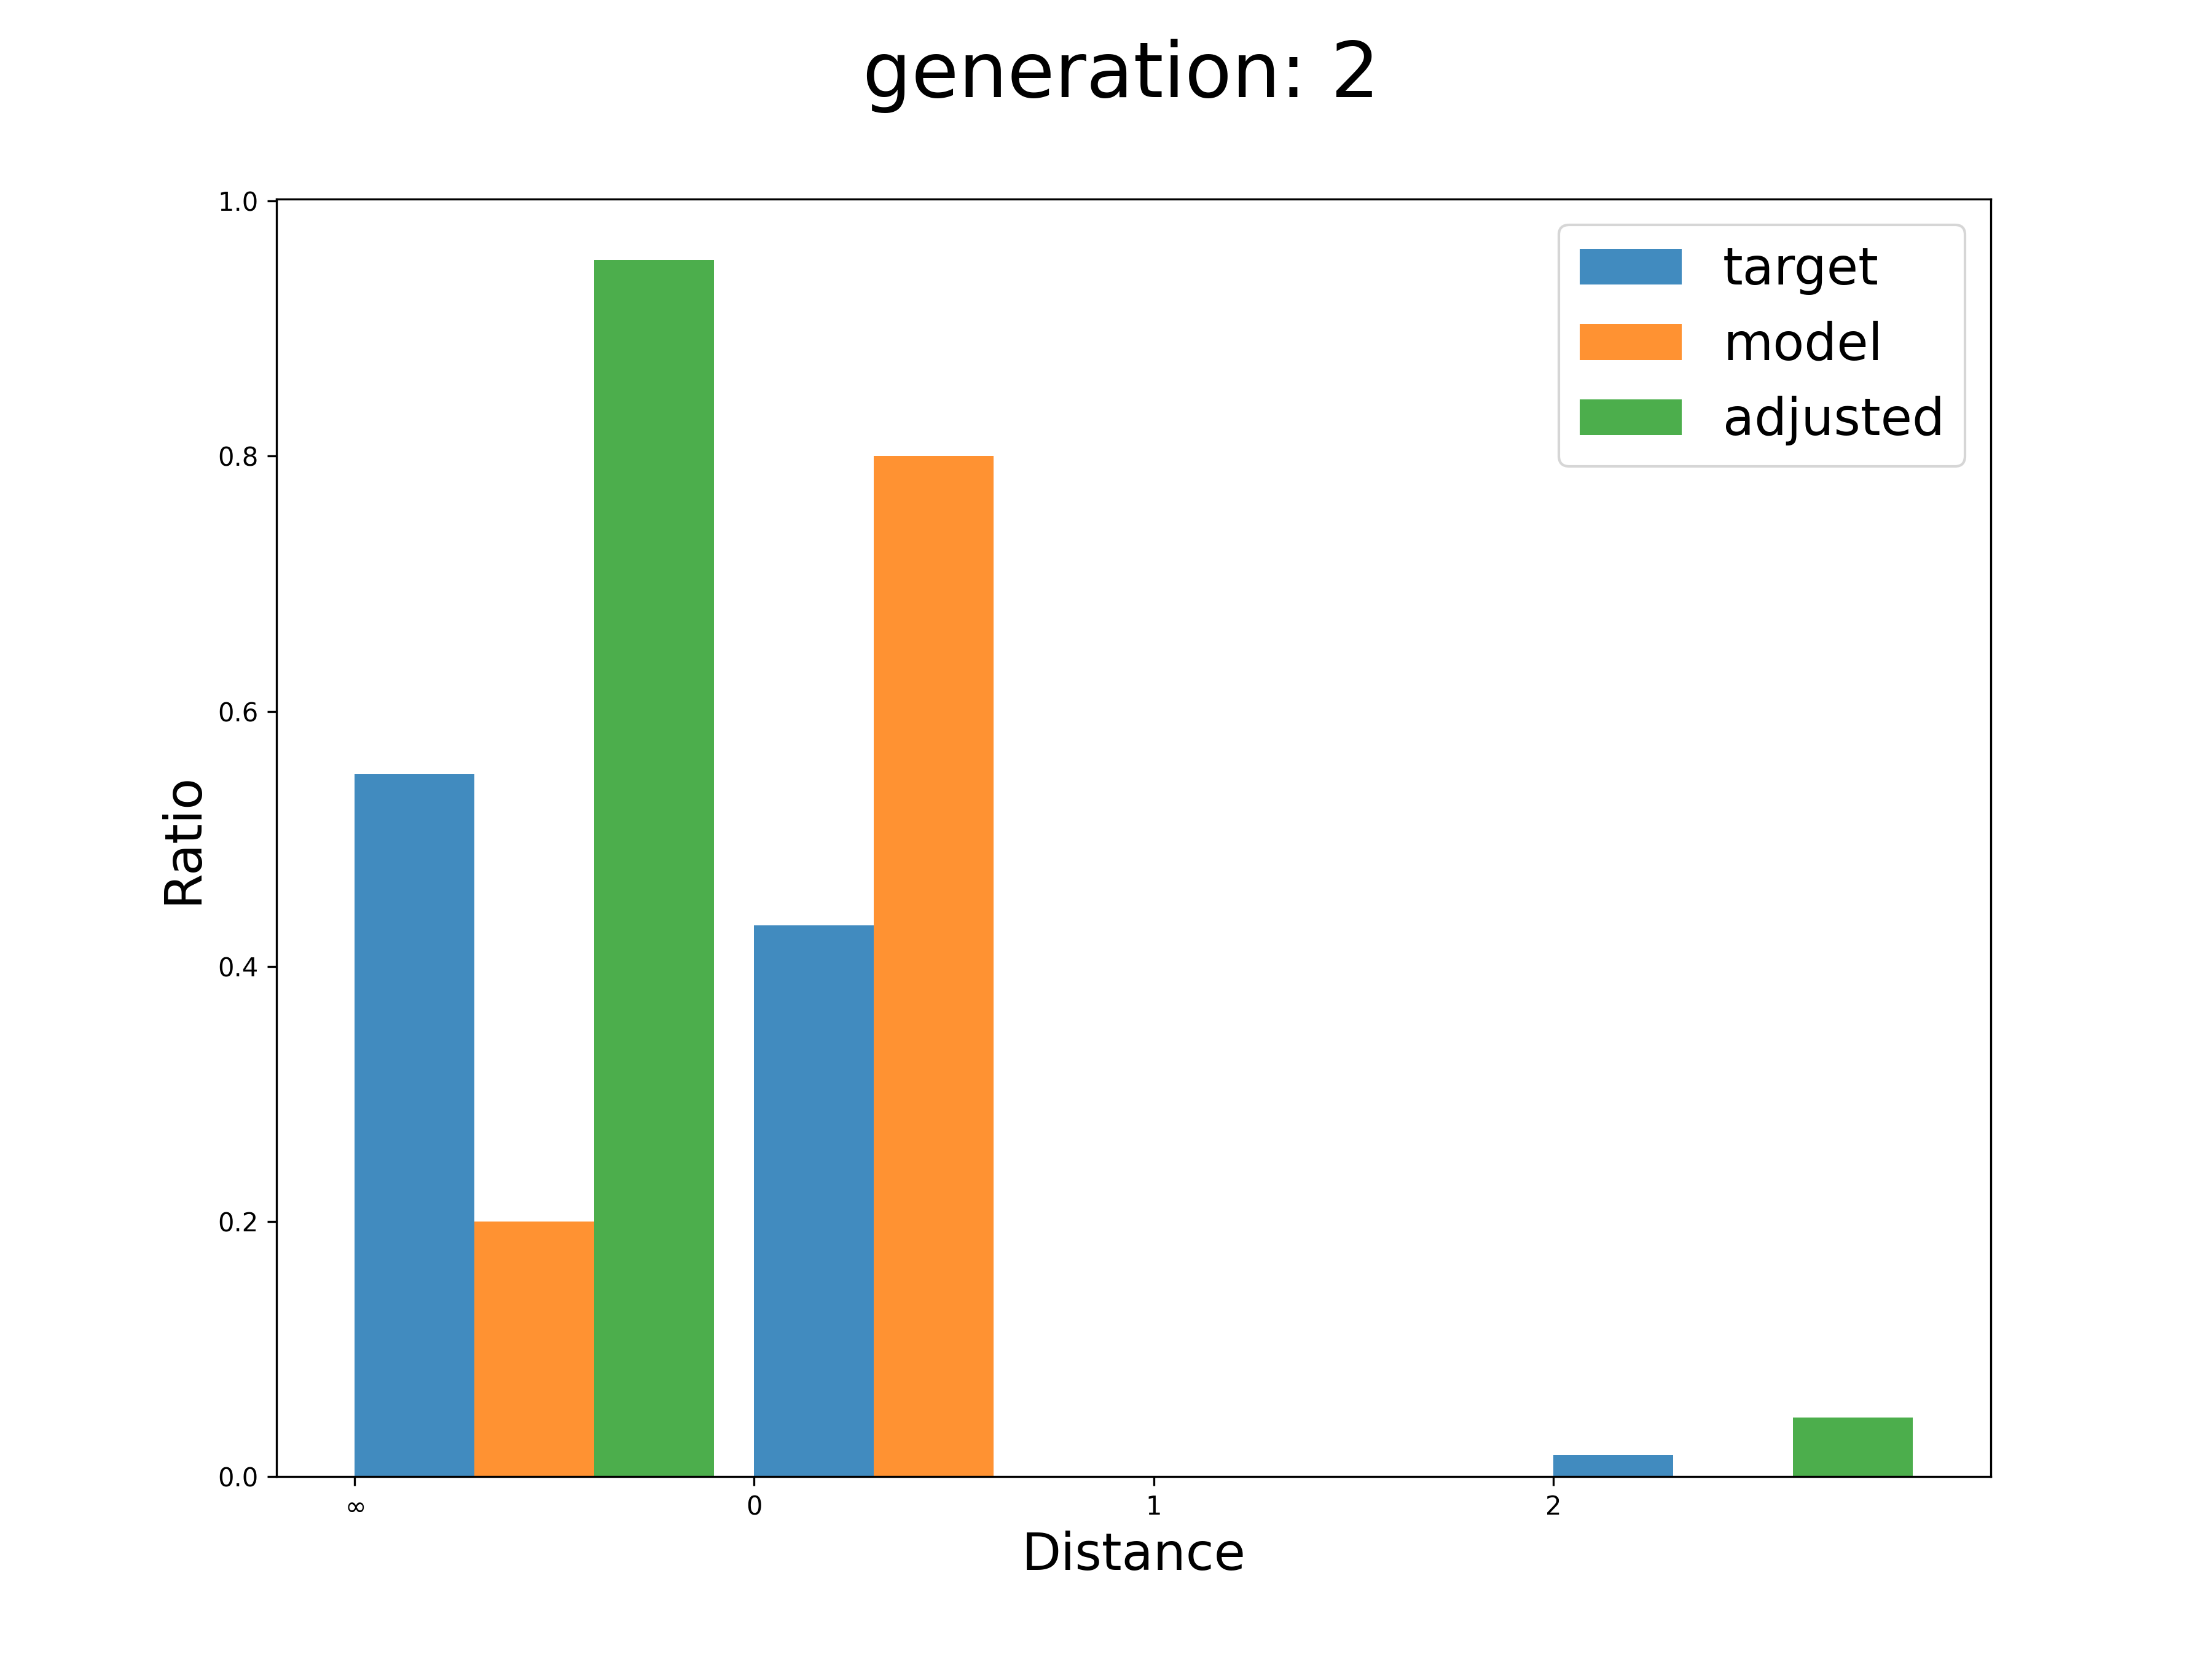 generation: 2
1.0
0.8
0.6
0.4
0.2
0.0
Ratio
target
model
adjusted
∞ 0 1 2
Distance